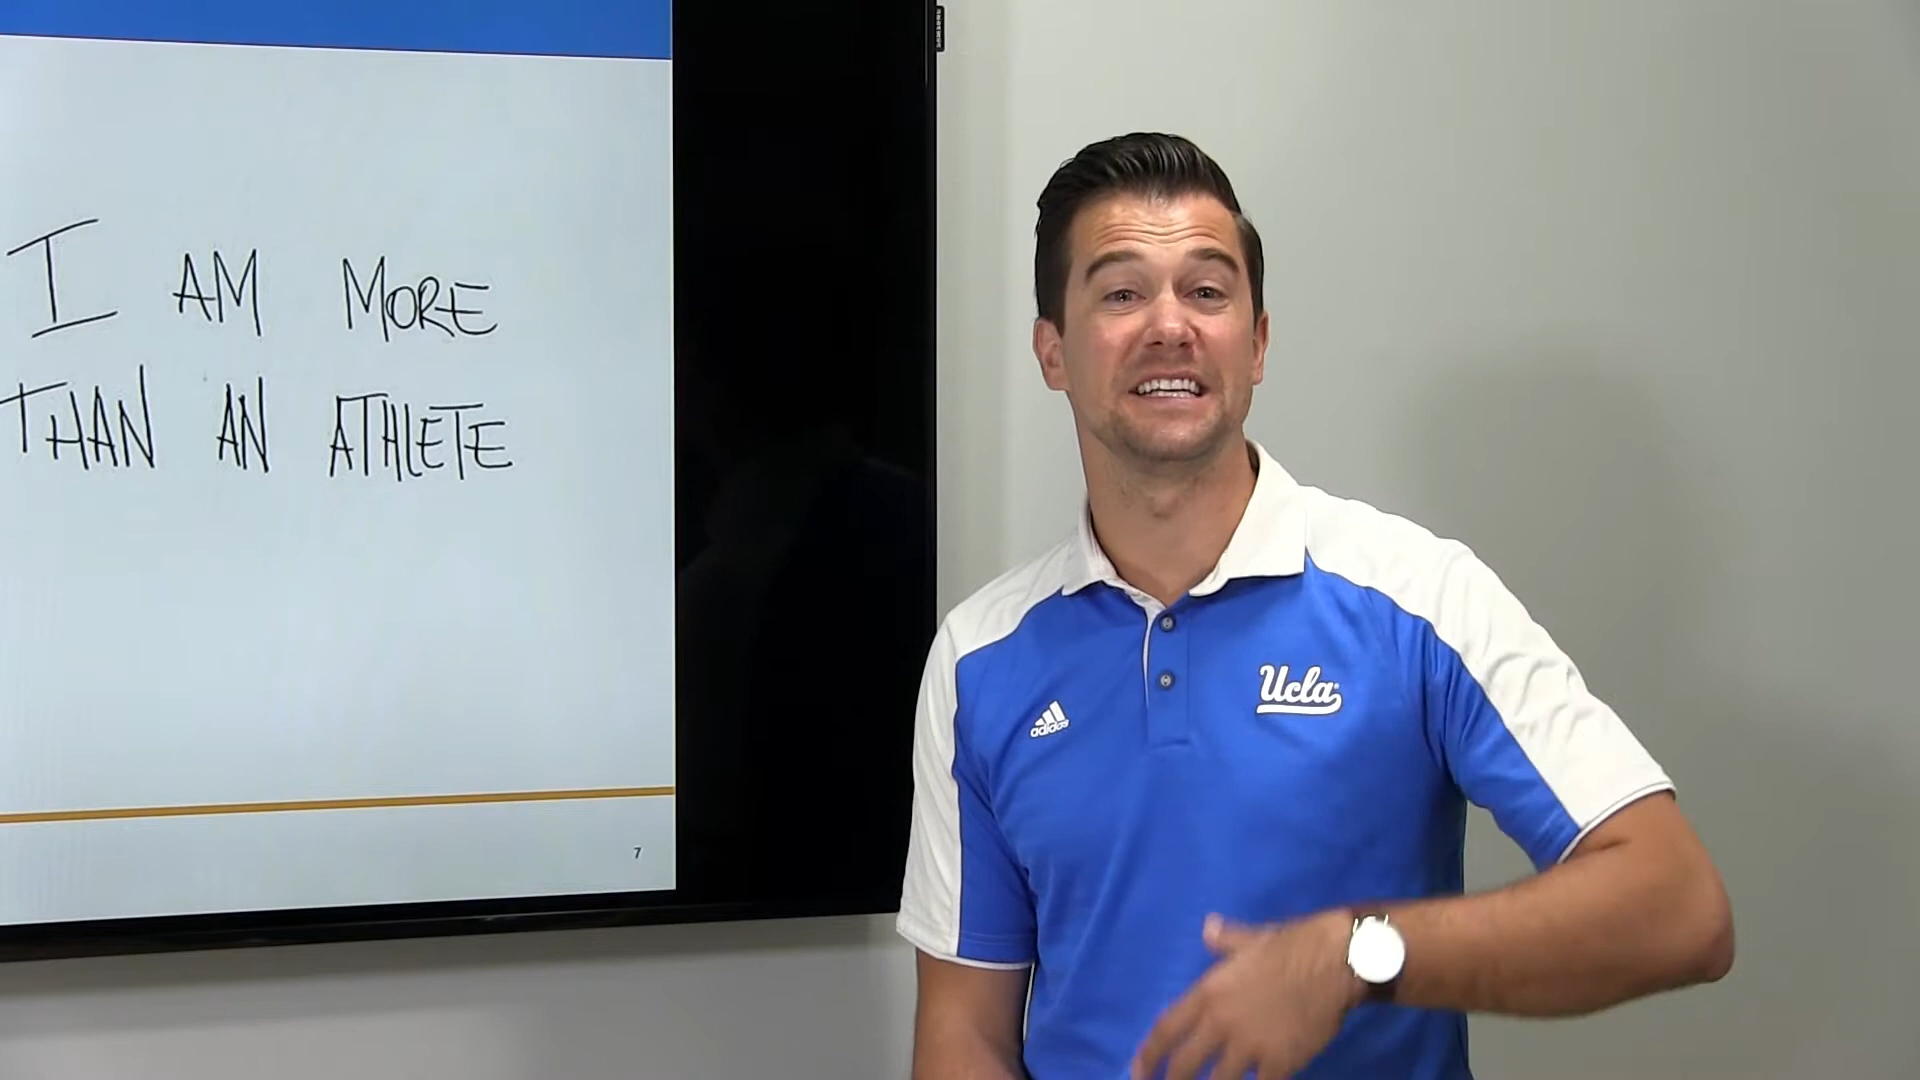 I AM MORE
THAN AN ATHLETE
7
adidas
Ucla